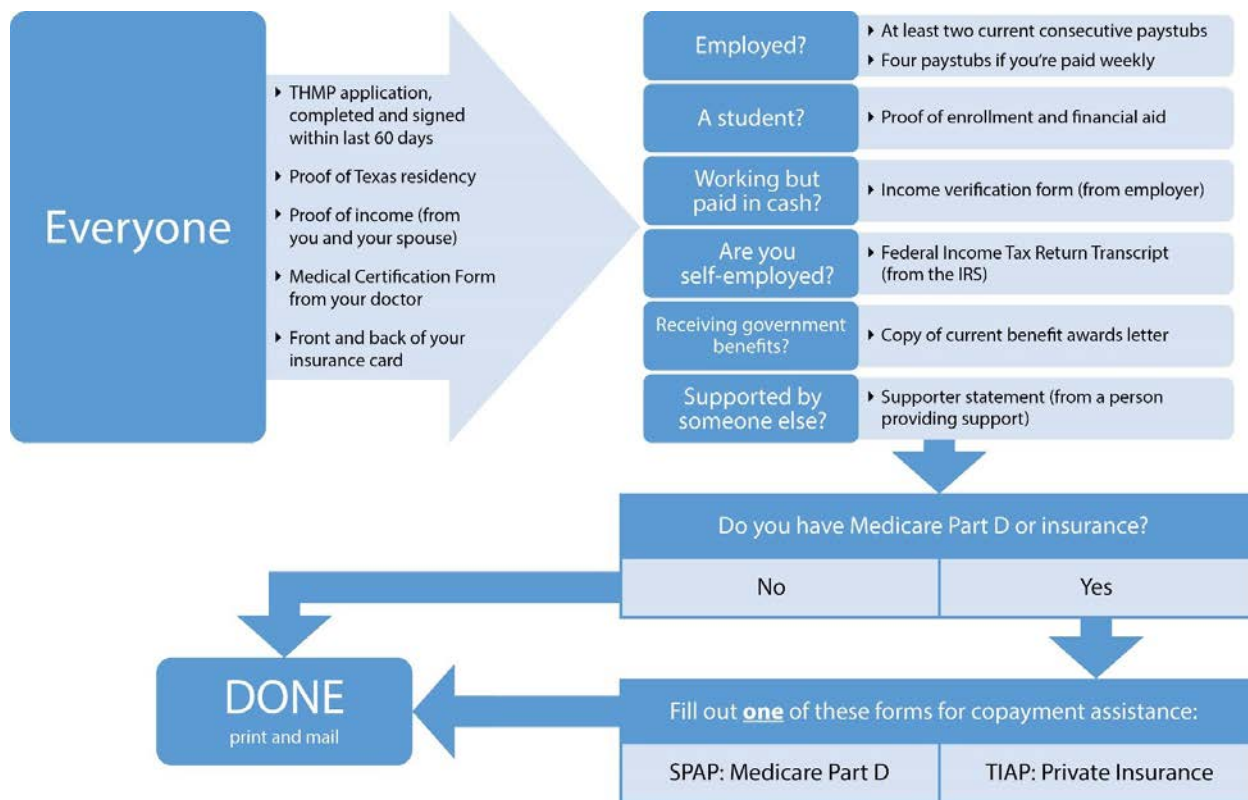 Everyone
‣ THMP application,
completed and signed
within last 60 days
‣ Proof of Texas residency
‣ Proof of income (from
you and your spouse)
‣ Medical Certification Form
from your doctor
‣ Front and back of your
insurance card
Employed?
‣ At least two current consecutive paystubs
‣ Four paystubs if you're paid weekly
A student?
‣ Proof of enrollment and financial aid
Working but
paid in cash?
‣ Income verification form (from employer)
Are you
self-employed?
‣ Federal Income Tax Return Transcript
(from the IRS)
Receiving government
benefits?
‣ Copy of current benefit awards letter
Supported by
someone else?
‣ Supporter statement (from a person
providing support)
Do you have Medicare Part D or insurance?
No
Yes
DONE
print and mail
Fill out one of these forms for copayment assistance:
SPAP: Medicare Part D
TIAP: Private Insurance